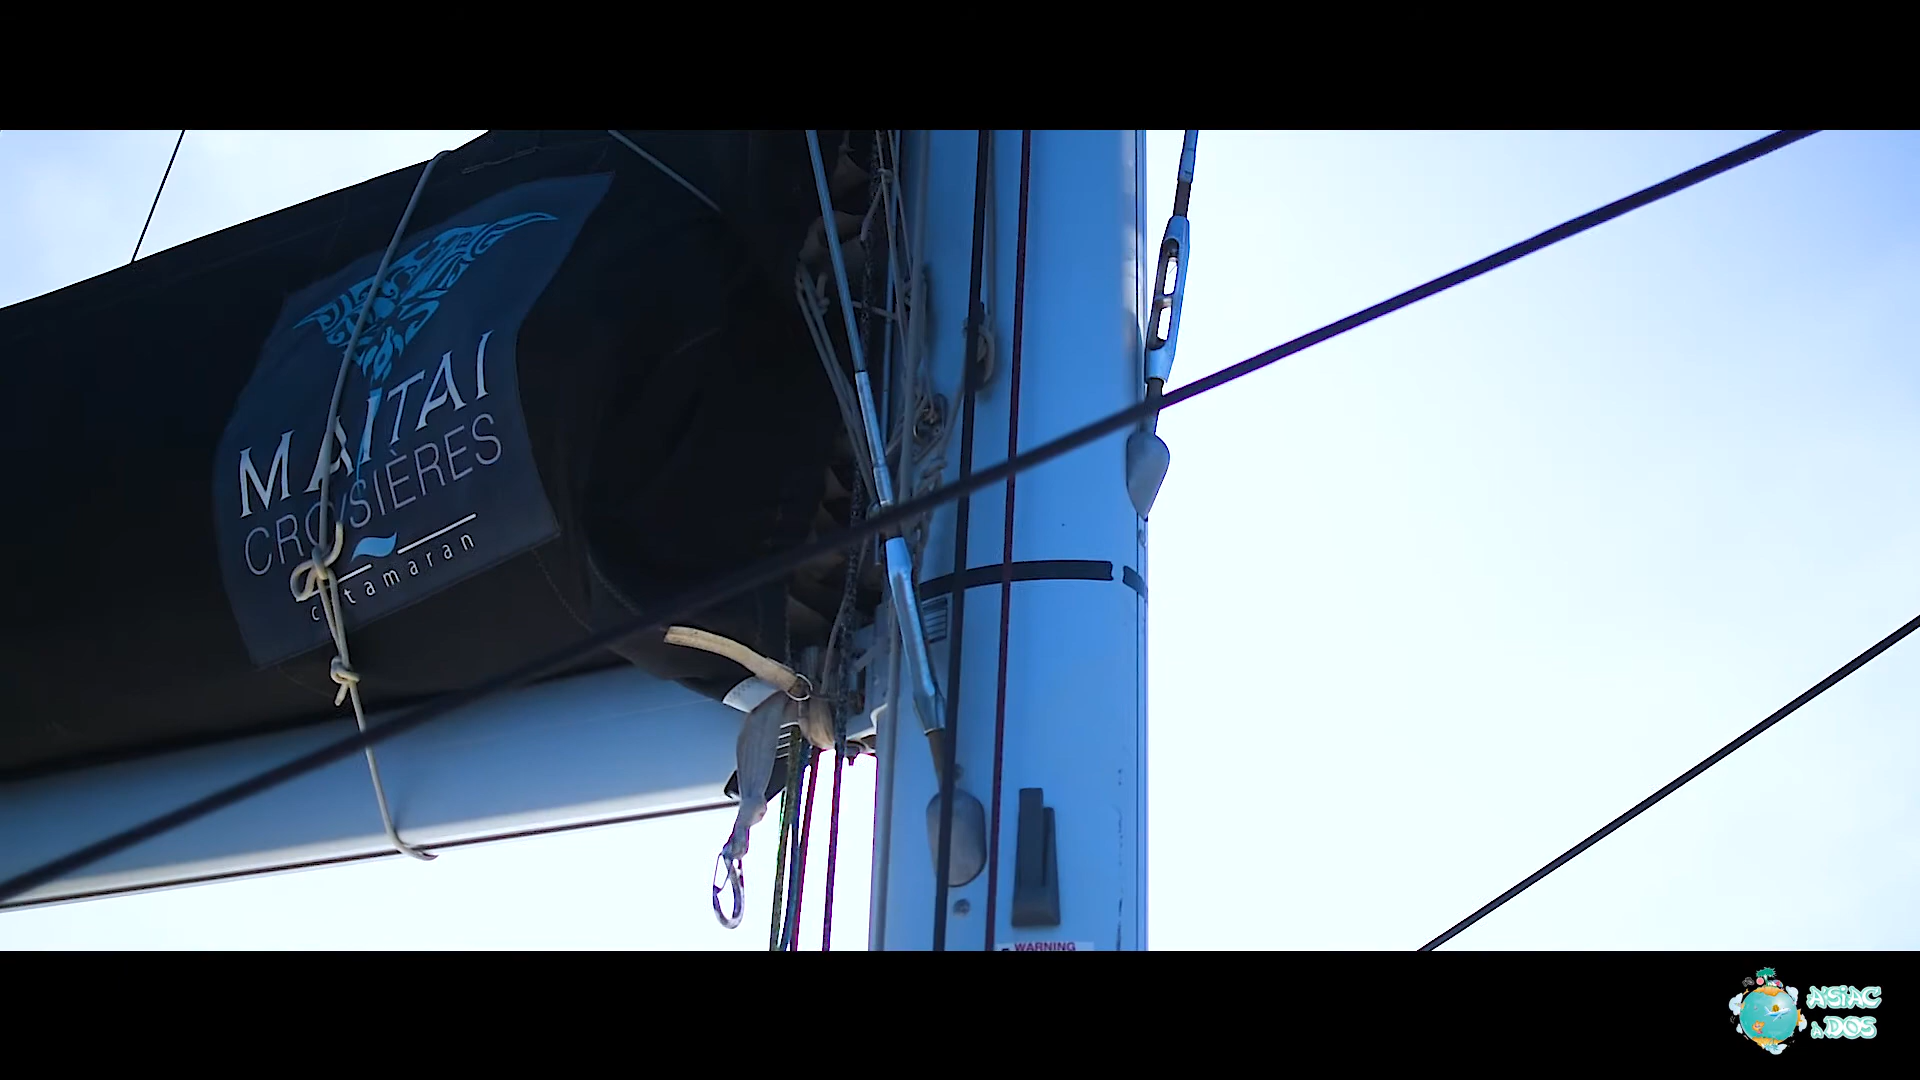 MAITAI
CROISIÈRES
catamaran
WARNING
ASIAC
À DOS